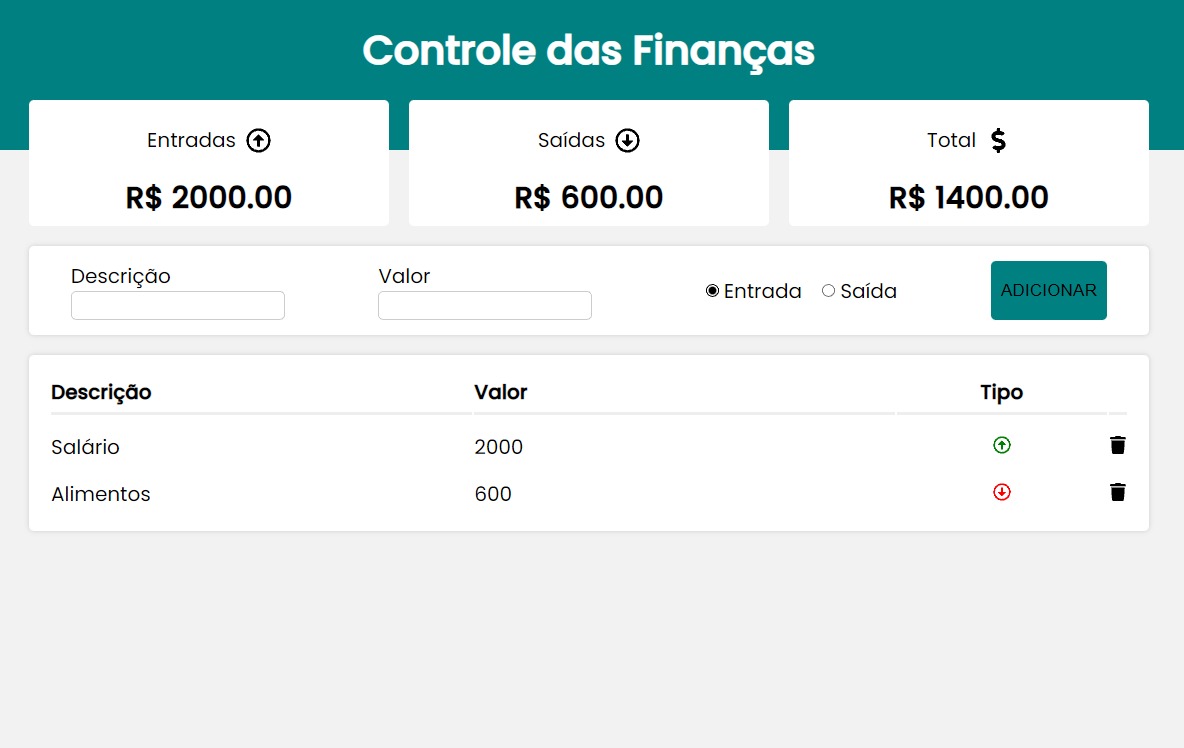 Controle das Finanças
Entradas
Saídas
Total $
R$ 2000.00
R$ 600.00
R$ 1400.00
Descrição
Valor
Entrada
Saída
ADICIONAR
Descrição Valor Tipo
Salário 2000
Alimentos 600